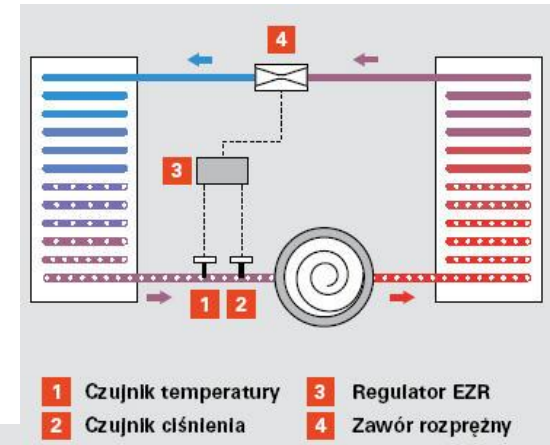 4
3
1 2
1 Czujnik temperatury 3 Regulator EZR
2 Czujnik ciśnienia 4 Zawór rozprężny